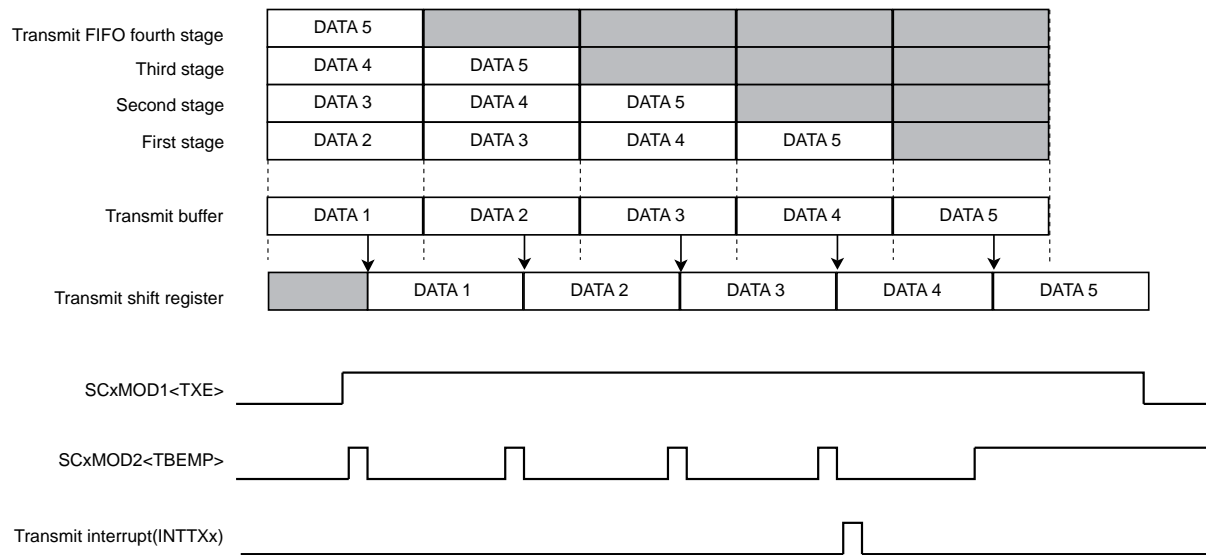 Transmit FIFO fourth stage DATA 5
Third stage DATA 4 DATA 5
Second stage DATA 3 DATA 4 DATA 5
First stage DATA 2 DATA 3 DATA 4 DATA 5
Transmit buffer DATA 1 DATA 2 DATA 3 DATA 4 DATA 5
Transmit shift register DATA 1 DATA 2 DATA 3 DATA 4 DATA 5
SCxMOD1<TXE>
SCxMOD2<TBEMP>
Transmit interrupt(INTTXx)